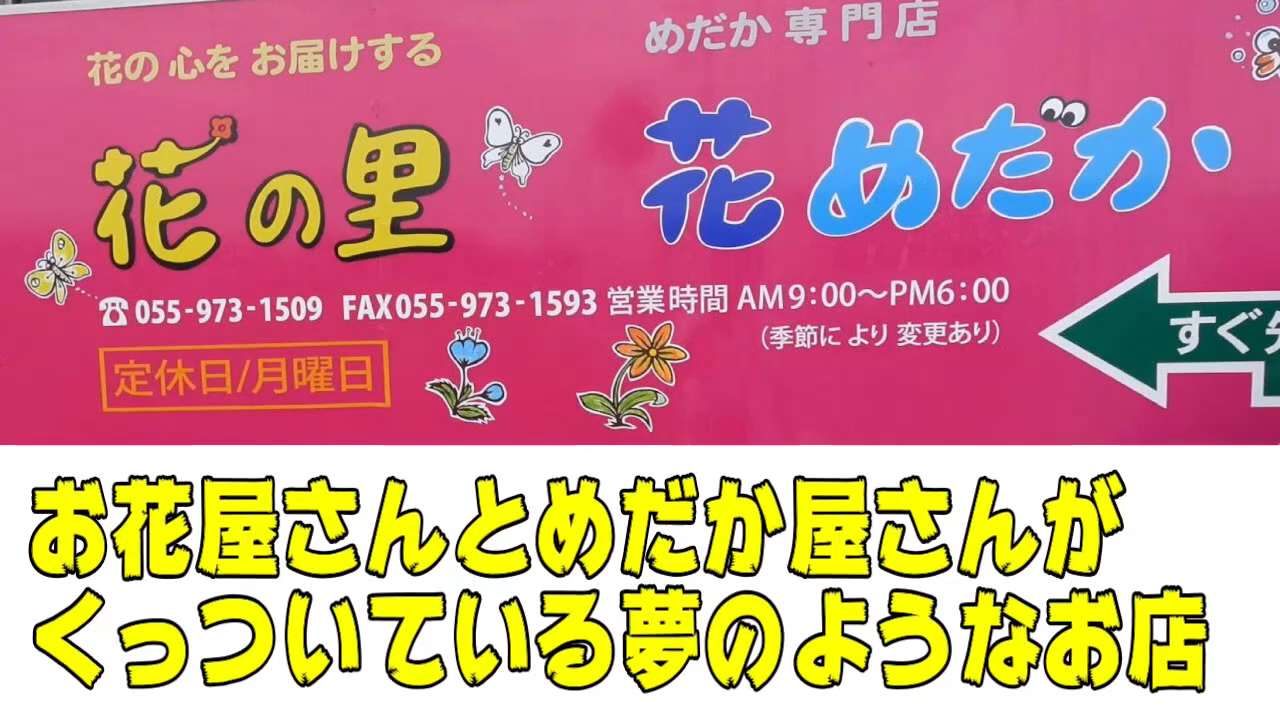 花の心をお届けする
めだか専門店
花の里
花めだか
☎055-973-1509 FAX055-973-1593 営業時間 AM9:00〜PM6:00
(季節により変更あり)
定休日/月曜日
すぐ
お花屋さんとめだか屋さんが
くっついている夢のようなお店